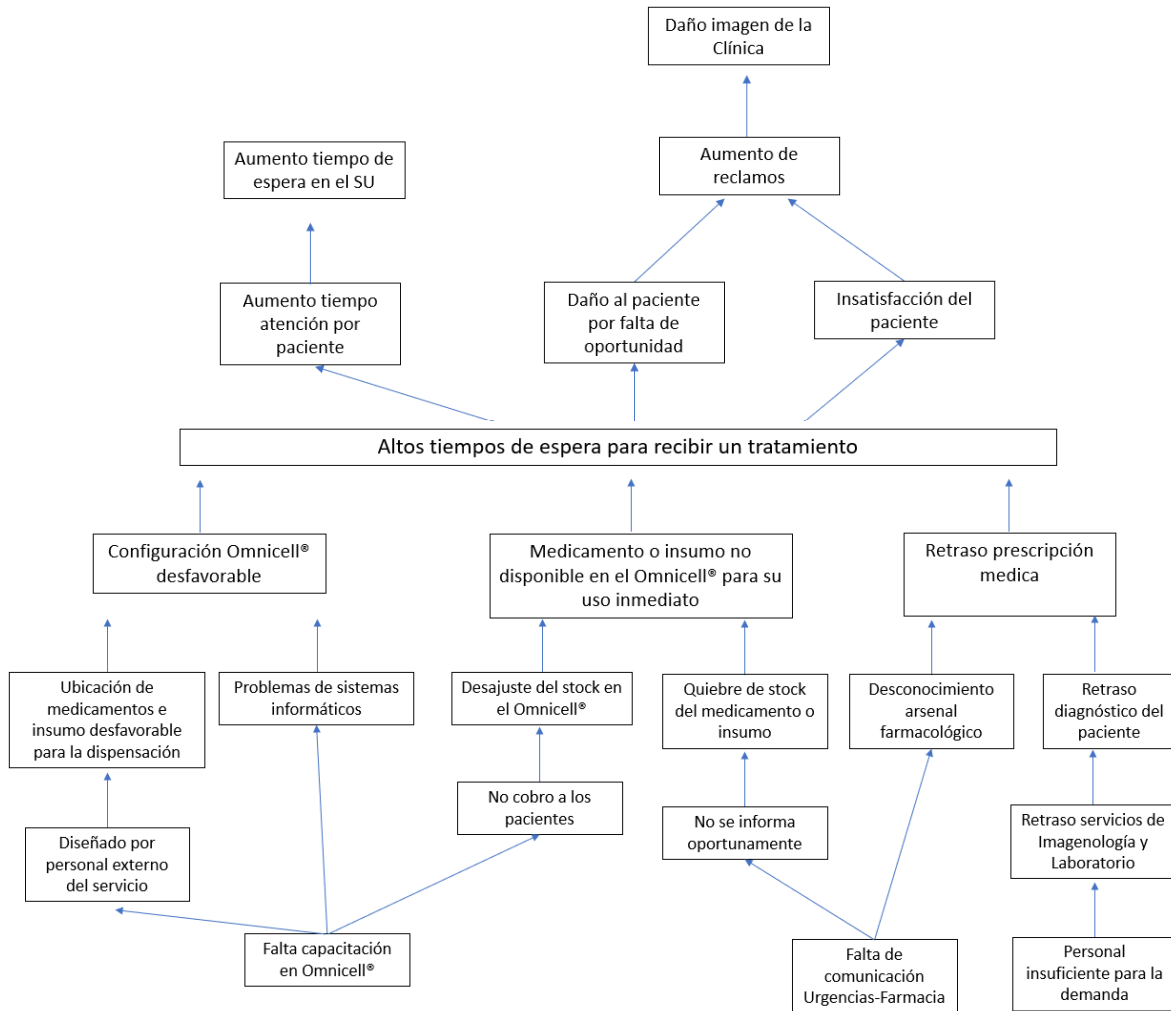 Daño imagen de la
Clínica
Aumento tiempo de
espera en el SU
Aumento de
reclamos
Aumento tiempo
atención por
paciente
Daño al paciente
por falta de
oportunidad
Insatisfacción del
paciente
Altos tiempos de espera para recibir un tratamiento
Configuración Omnicell®
desfavorable
Medicamento o insumo no
disponible en el Omnicell® para su
uso inmediato
Retraso prescripción
medica
Ubicación de
medicamentos e
insumo desfavorable
para la dispensación
Problemas de sistemas
informáticos
Desajuste del stock en
el Omnicell®
Quiebre de stock
del medicamento o
insumo
Desconocimiento
arsenal
farmacológico
Retraso
diagnóstico del
paciente
Diseñado por
personal externo
del servicio
No cobro a los
pacientes
No se informa
oportunamente
Retraso servicios de
Imagenología y
Laboratorio
Falta capacitación
en Omnicell®
Falta de
comunicación
Urgencias-Farmacia
Personal
insuficiente para la
demanda